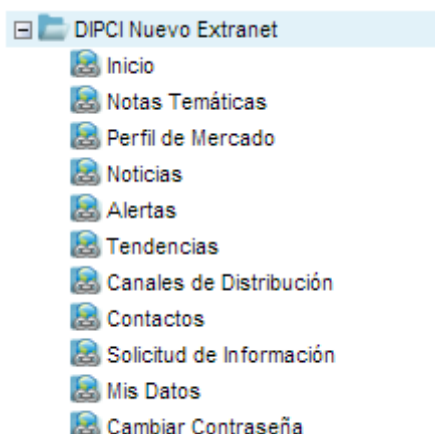 DIPCI Nuevo Extranet
Inicio
Notas Temáticas
Perfil de Mercado
Noticias
Alertas
Tendencias
Canales de Distribución
Contactos
Solicitud de Información
Mis Datos
Cambiar Contraseña